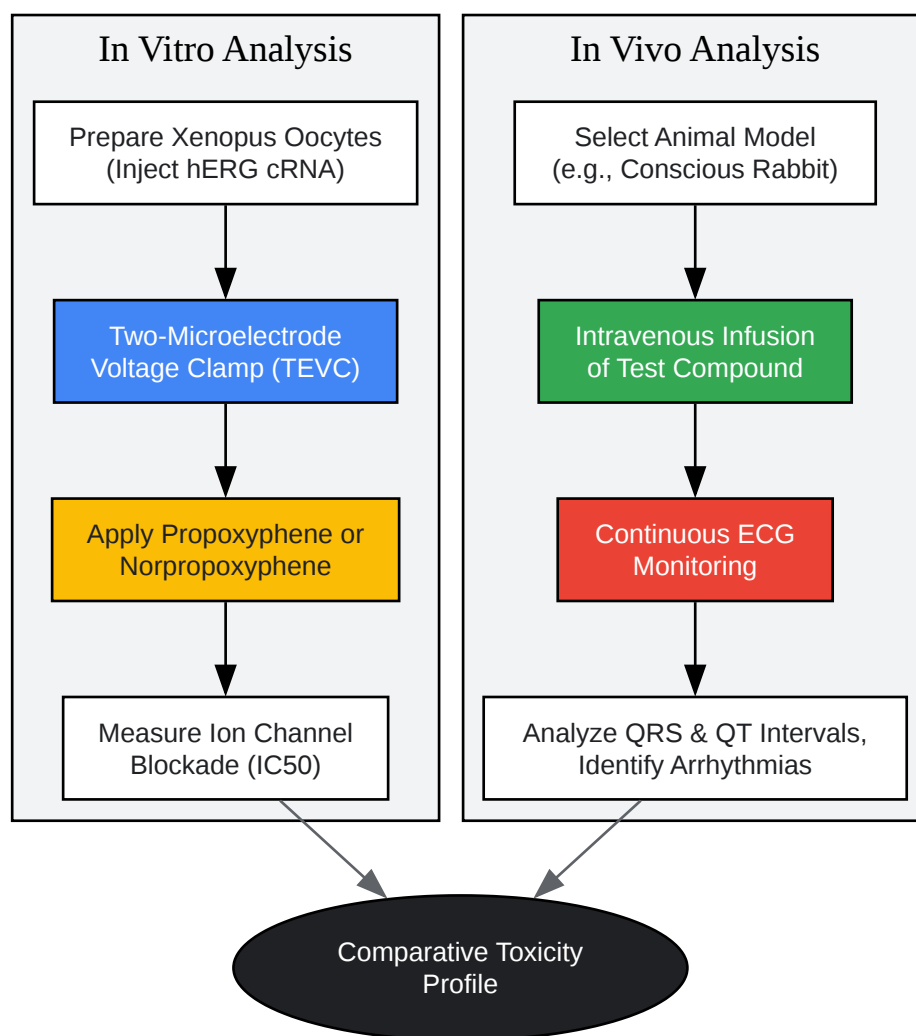 In Vitro Analysis
Prepare Xenopus Oocytes
(Inject hERG cRNA)
Two-Microelectrode
Voltage Clamp (TEVC)
Apply Propoxyphene or
Norpropoxyphene
Measure Ion Channel
Blockade (IC50)
In Vivo Analysis
Select Animal Model
(e.g., Conscious Rabbit)
Intravenous Infusion
of Test Compound
Continuous ECG
Monitoring
Analyze QRS & QT Intervals,
Identify Arrhythmias
Comparative Toxicity
Profile